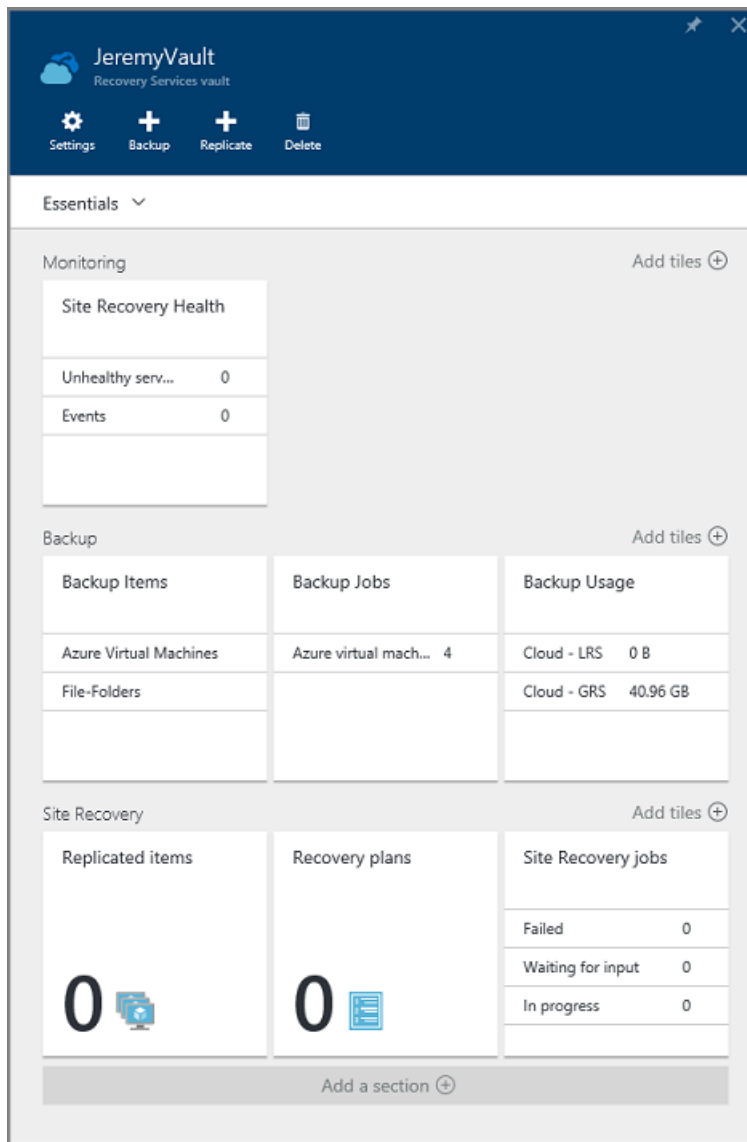 JeremyVault
Recovery Services vault
Settings Backup Replicate Delete
Essentials
Monitoring Add tiles
Site Recovery Health
Unhealthy serv... 0
Events 0
Backup Add tiles
Backup Items Backup Jobs Backup Usage
Azure Virtual Machines Azure virtual mach... 4 Cloud - LRS 0 B
File-Folders Cloud - GRS 40.96 GB
Site Recovery Add tiles
Replicated items Recovery plans Site Recovery jobs
Failed 0
Waiting for input 0
0 0 In progress 0
Add a section